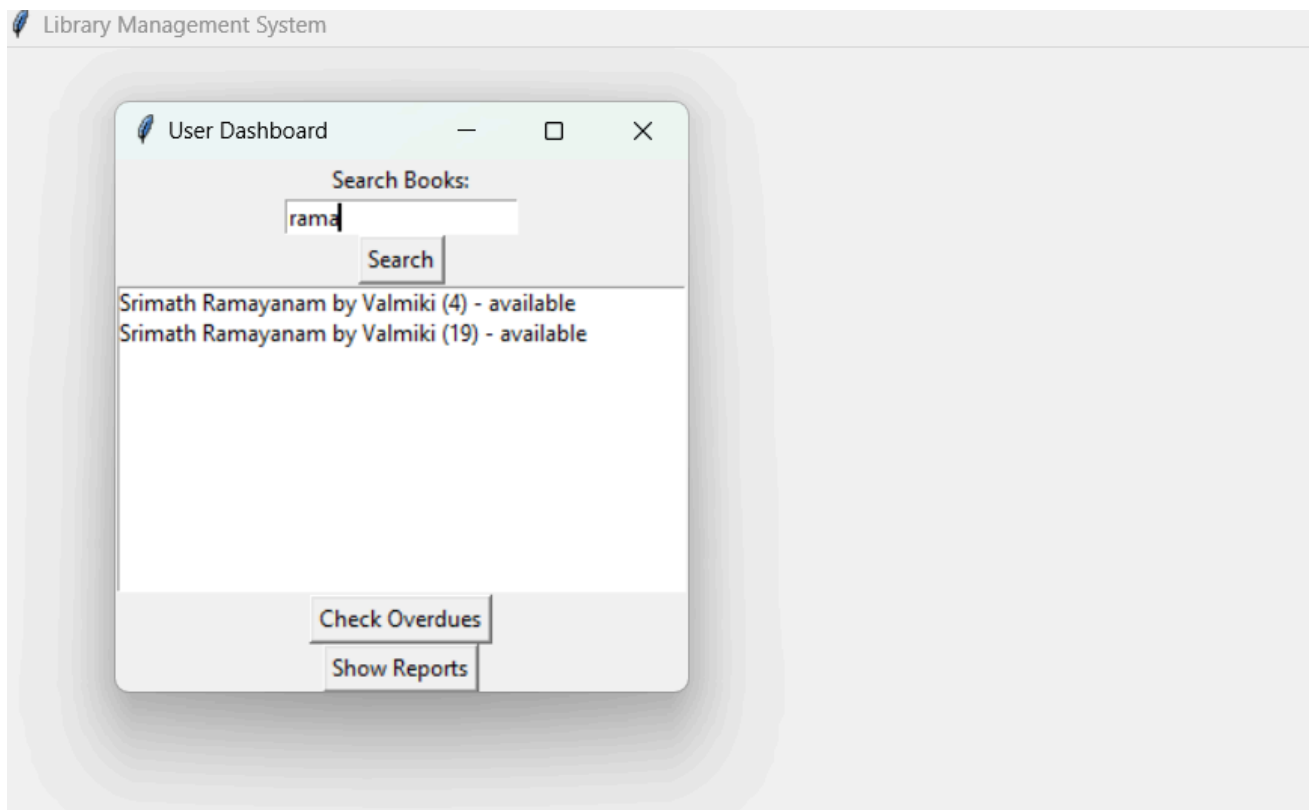 Library Management System
User Dashboard
Search Books:
rama
Search
Srimath Ramayanam by Valmiki (4) - available
Srimath Ramayanam by Valmiki (19) - available
Check Overdues
Show Reports